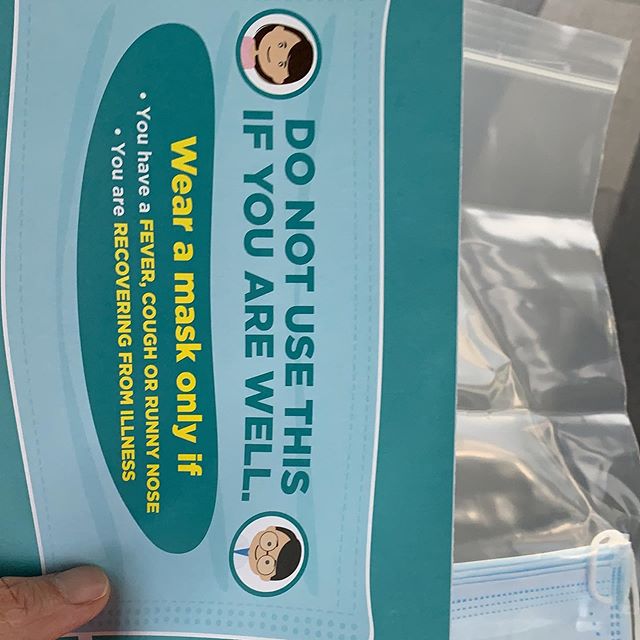 DO NOT USE THIS
IF YOU ARE WELL.
Wear a mask only if
• You have a FEVER, COUGH OR RUNNY NOSE
• You are RECOVERING FROM ILLNESS